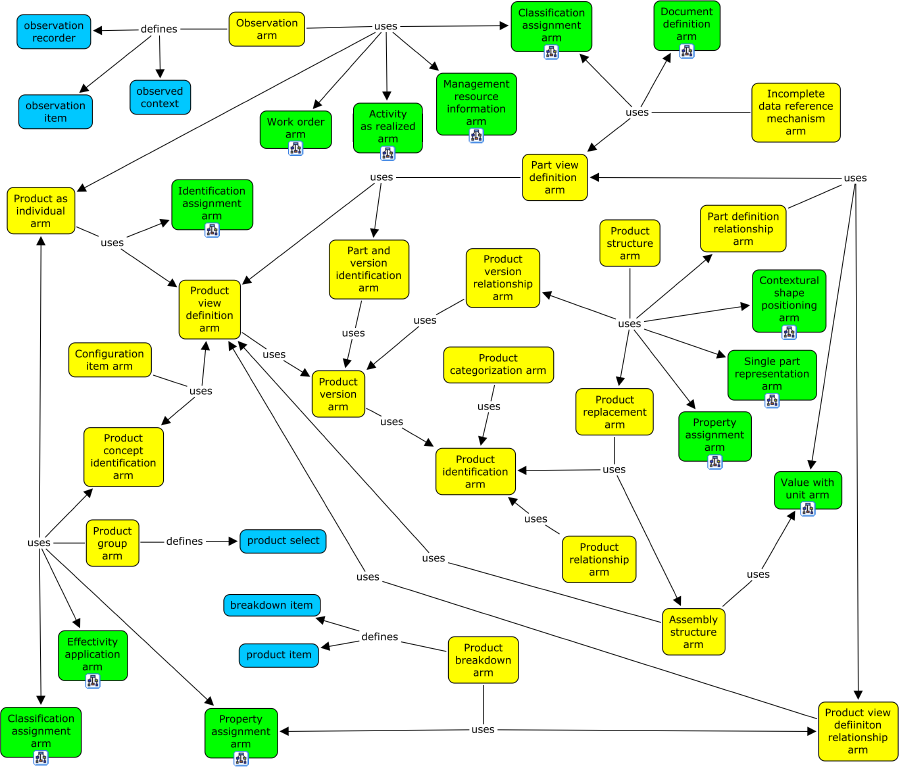 observation
recorder
defines
Observation
arm
uses
Classification
assignment
arm
Document
definition
arm
observation
item
observed
context
Work order
arm
Activity
as realized
arm
Management
resource
information
arm
uses
Incomplete
data reference
mechanism
arm
Product as
individual
arm
Identification
assignment
arm
uses
uses
Part view
definition
arm
uses
Part and
version
identification
arm
Product
version
relationship
arm
Product
structure
arm
Part definition
relationship
arm
Product
view
definition
arm
uses
uses
uses
uses
Contextural
shape
positioning
arm
Configuration
item arm
uses
Product
version
arm
Product
categorization arm
Single part
representation
arm
uses
uses
Product
replacement
arm
Property
assignment
arm
Product
concept
identification
arm
Product
identification
arm
uses
Value with
unit arm
uses
Product
group
arm
defines
product select
uses
Product
relationship
arm
uses
uses
uses
breakdown item
product item
defines
Product
breakdown
arm
Assembly
structure
arm
Effectivity
application
arm
Classification
assignment
arm
Property
assignment
arm
uses
Product view
defiiniton
relationship
arm